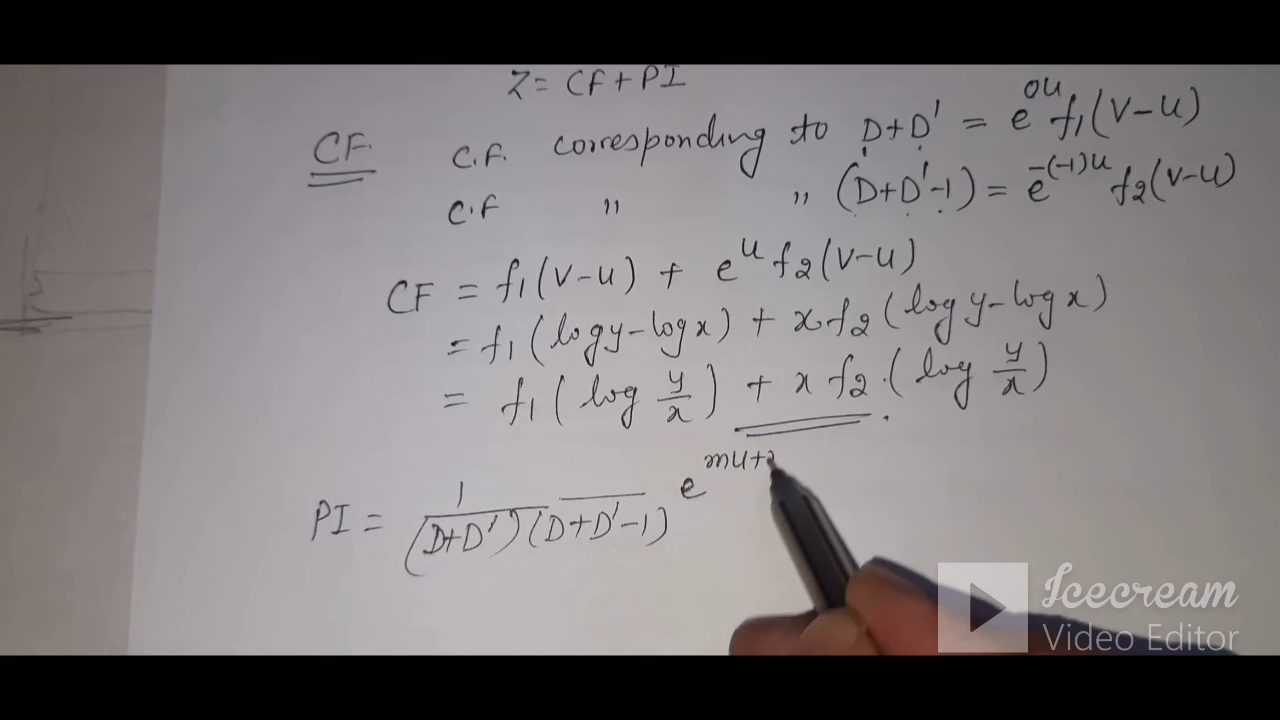 Z = CF + PI
CF. C.F. corresponding to D+D' = e^{0u} f₁(v-u)
C.F " " (D+D'-1) = e^{-(-1)u} f₂(v-u)
CF = f₁(v-u) + e^u f₂(v-u)
= f₁(log y - log x) + x f₂(log y - log x)
= f₁(log y/x) + x f₂.(log y/x).
PI = 1/(D+D')(D+D'-1) e^{mu+
Icecream
Video Editor